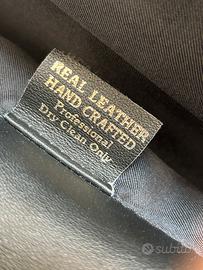 REAL LEATHER
HAND CRAFTED
Professional
Dry Clean Only
subito